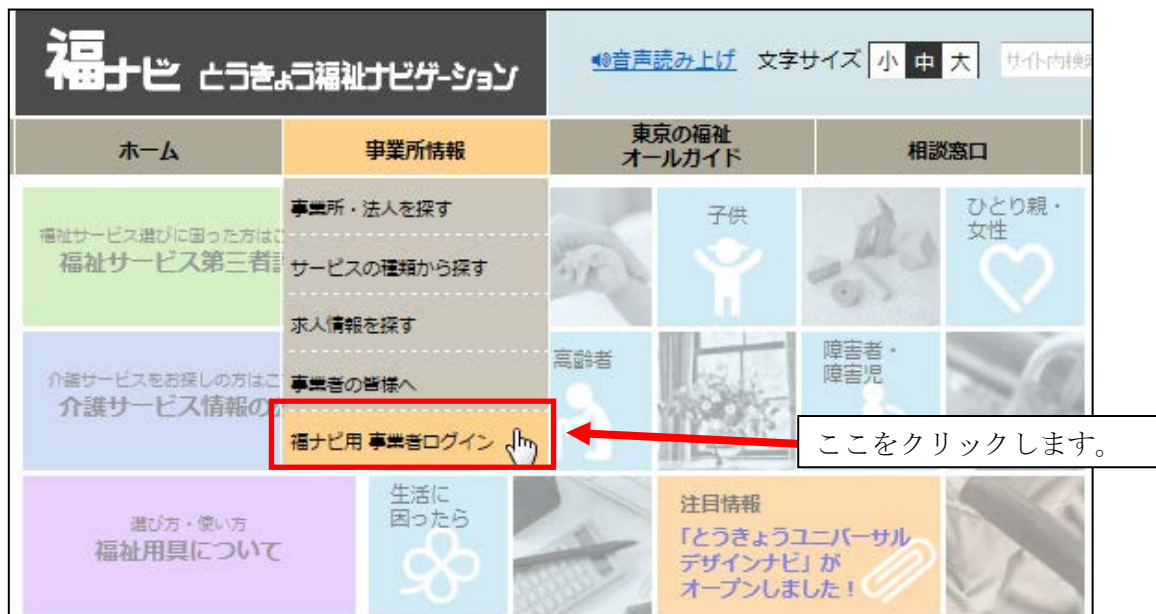 福ナビ とうきょう福祉ナビゲーション
音声読み上げ 文字サイズ 小 中 大 サイト内検
ホーム
事業所情報
東京の福祉
オールガイド
相談窓口
事業所・法人を探す
サービスの種類から探す
求人情報を探す
事業者の皆様へ
福ナビ用 事業者ログイン
福祉サービス選びに困った方はこ
福祉サービス第三者
子供
ひとり親・
女性
介護サービスをお探しの方はこ
介護サービス情報の
高齢者
障害者・
障害児
ここをクリックします。
選び方・使い方
福祉用具について
生活に
困ったら
注目情報
「とうきょうユニバーサル
デザインナビ」が
オープンしました！